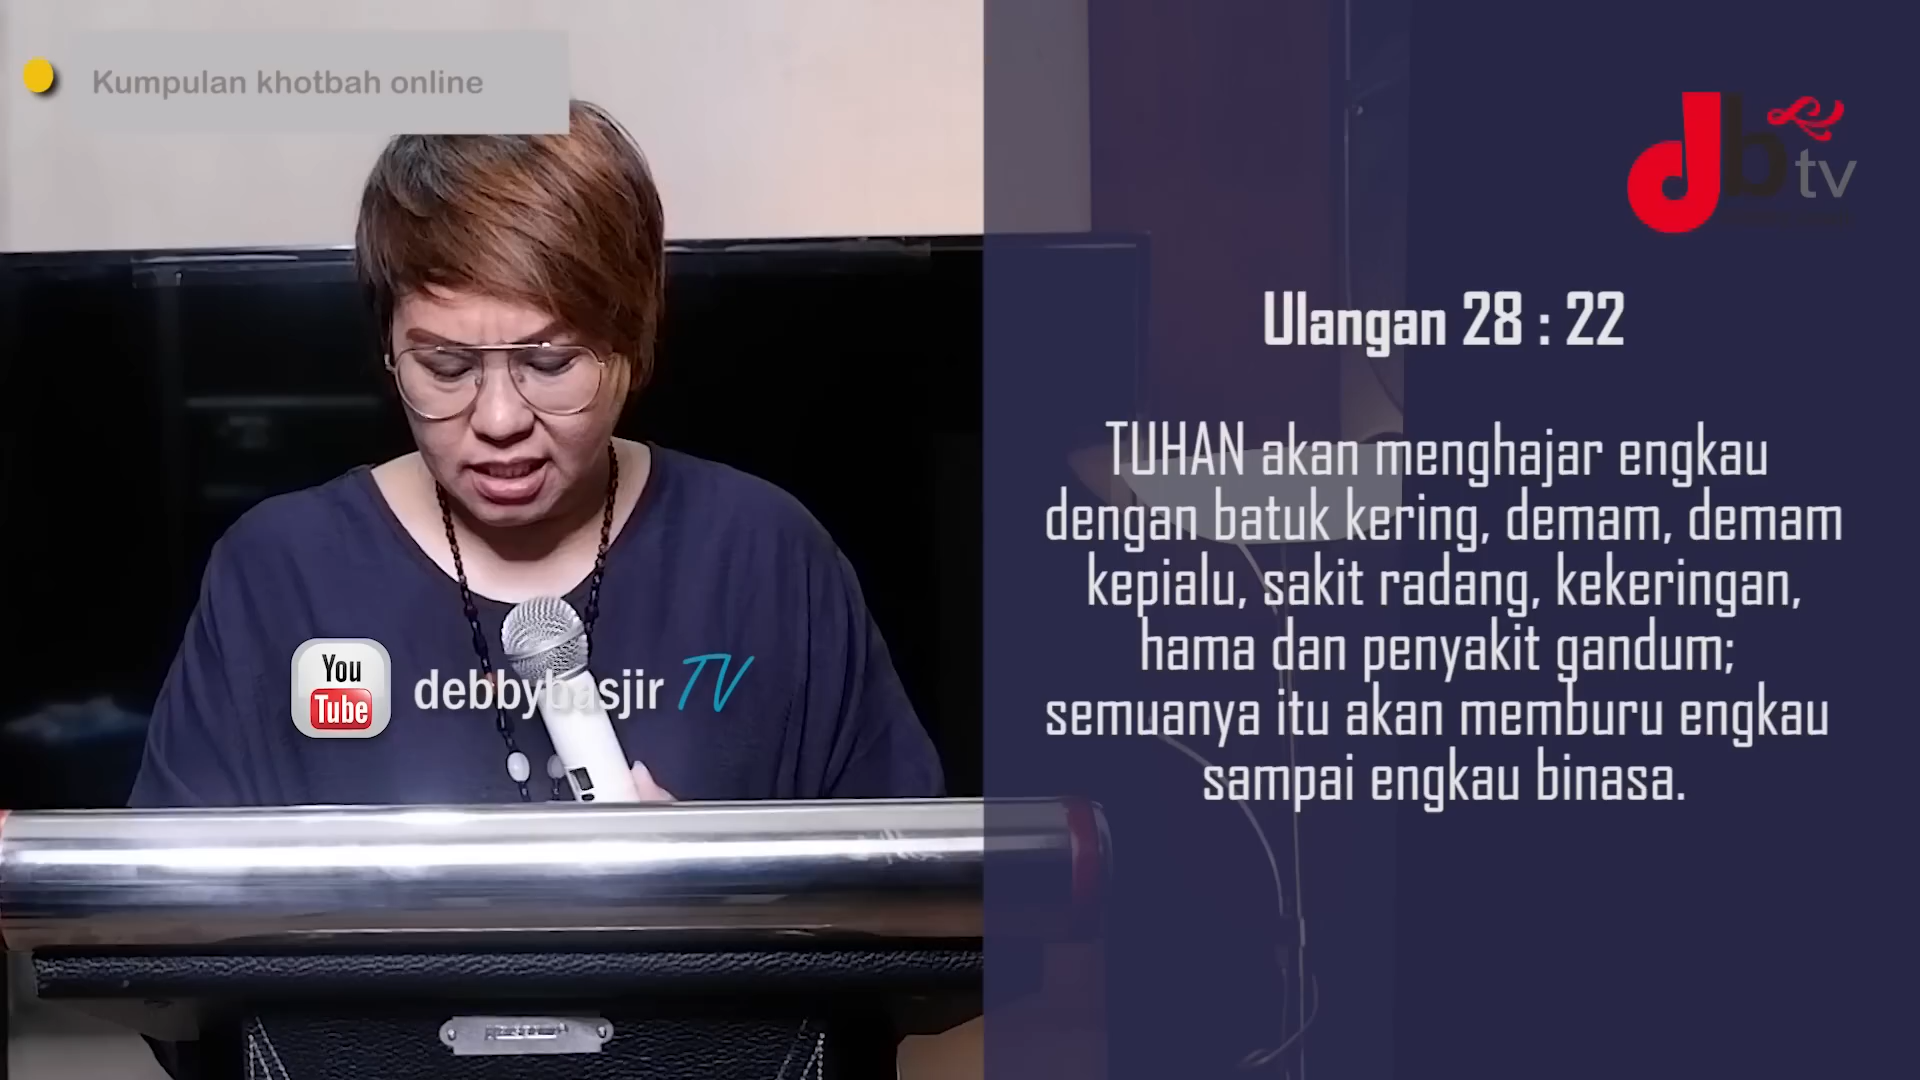 Kumpulan khotbah online
db tv
Ulangan 28 : 22
TUHAN akan menghajar engkau
dengan batuk kering, demam, demam
kepialu, sakit radang, kekeringan,
hama dan penyakit gandum;
semuanya itu akan memburu engkau
sampai engkau binasa.
You
Tube
debbybasjir TV